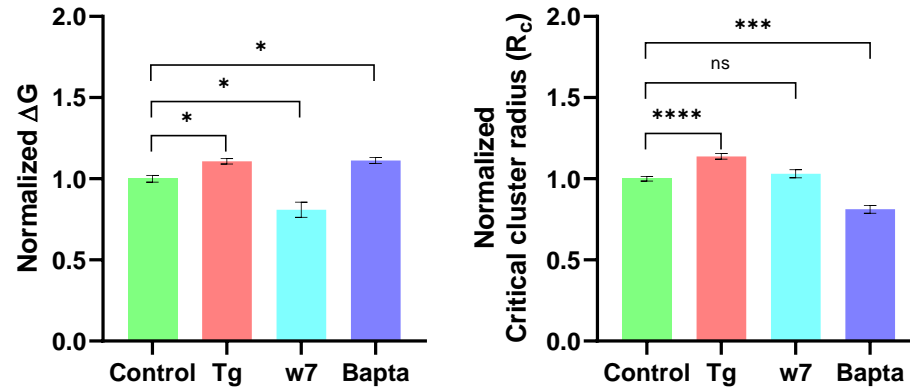 Normalized ΔG
2.0
1.5
1.0
0.5
0.0
*
*
*
Control Tg w7 Bapta
Normalized
Critical cluster radius (Rc)
2.0
1.5
1.0
0.5
0.0
***
ns
****
Control Tg w7 Bapta